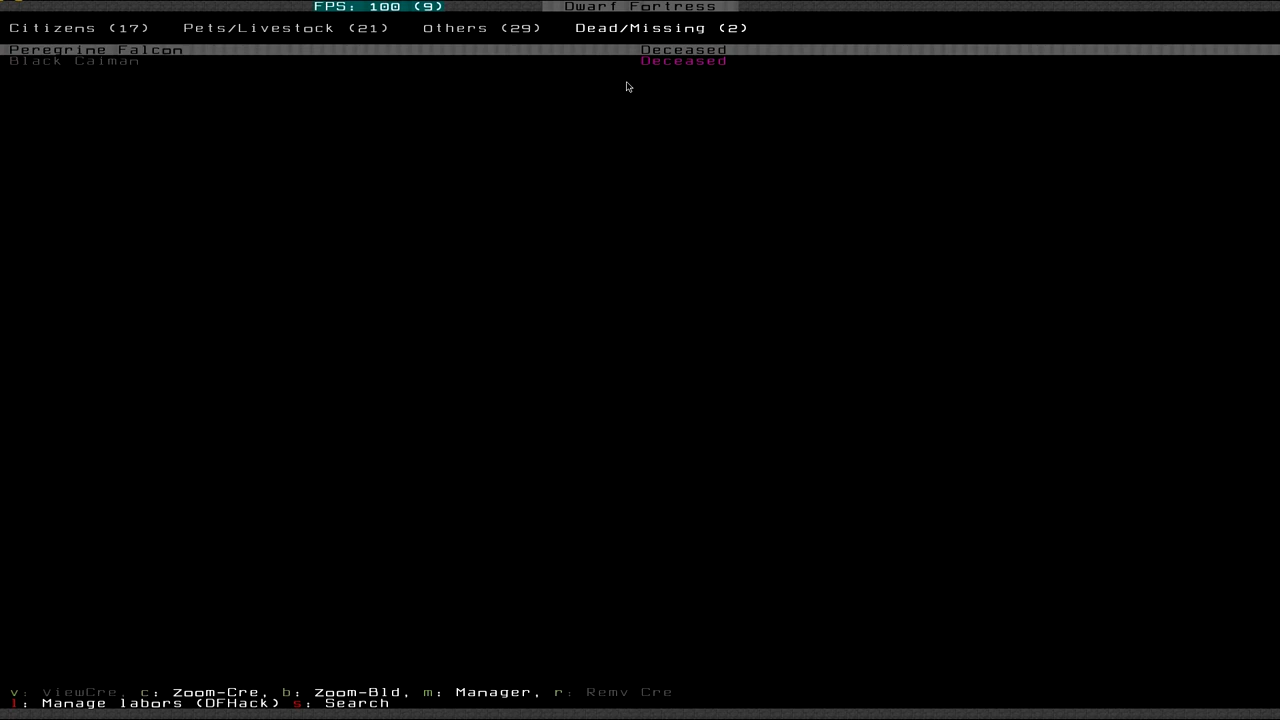 FPS: 100 (9) Dwarf Fortress
Citizens (17) Pets/Livestock (21) Others (29) Dead/Missing (2)
Peregrine Falcon Deceased
Black Caiman Deceased
v: ViewCre, c: Zoom-Cre, b: Zoom-Bld, m: Manager, r: Remv Cre
l: Manage labors (DFHack) s: Search